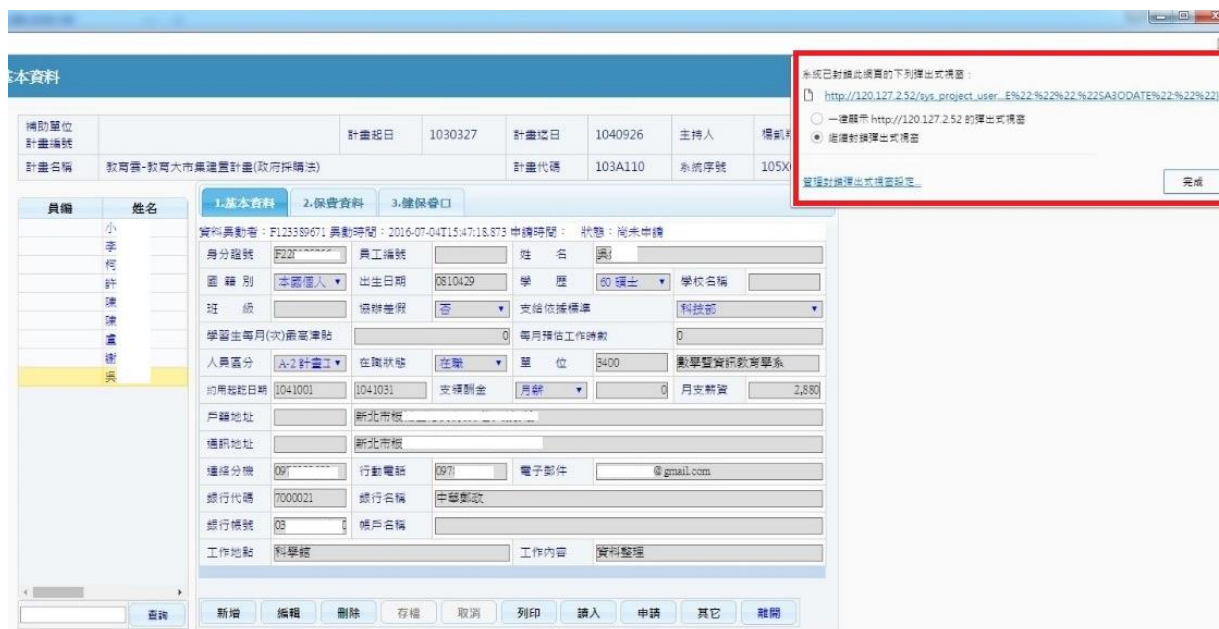 基本資料
系統已封鎖此網頁的下列彈出式視窗：
http://120.127.2.52/sys_project_user...E%22:%22%22,%22SA3ODATE%22:%22%22}
一律顯示 http://120.127.2.52 的彈出式視窗
繼續封鎖彈出式視窗
管理封鎖彈出式視窗設定...
完成
補助單位計畫編號 計畫起日 1030327 計畫迄日 1040926 主持人
計畫名稱 教育雲-教育大市集建置計畫(政府採購法) 計畫代碼 103A110 系統序號
員編 姓名
小
李
柯
許
陳
陳
盧
謝
吳
1.基本資料 2.保費資料 3.健保眷口
資料異動者：F123389671 異動時間：2016-07-04T15:47:18.873 申請時間： 狀態：尚未申請
身分證號 員工編號 姓 名 吳
國 籍 別 本國個人 出生日期 0810429 學 歷 60 碩士 學校名稱
班 級 協辦差假 否 支給依據標準 科技部
學習生每月(次)最高津貼 0 每月預估工作時數 0
人員區分 A-2 計畫工 在職狀態 在職 單 位 3400 數學暨資訊教育學系
約用起訖日期 1041001 1041031 支領酬金 月薪 0 月支薪資 2,880
戶籍地址 新北市板
通訊地址 新北市板
連絡分機 行動電話 097 電子郵件 @gmail.com
銀行代碼 7000021 銀行名稱 中華郵政
銀行帳號 03 帳戶名稱
工作地點 科學館 工作內容 資料整理
查詢 新增 編輯 刪除 存檔 取消 列印 讀入 申請 其它 離開